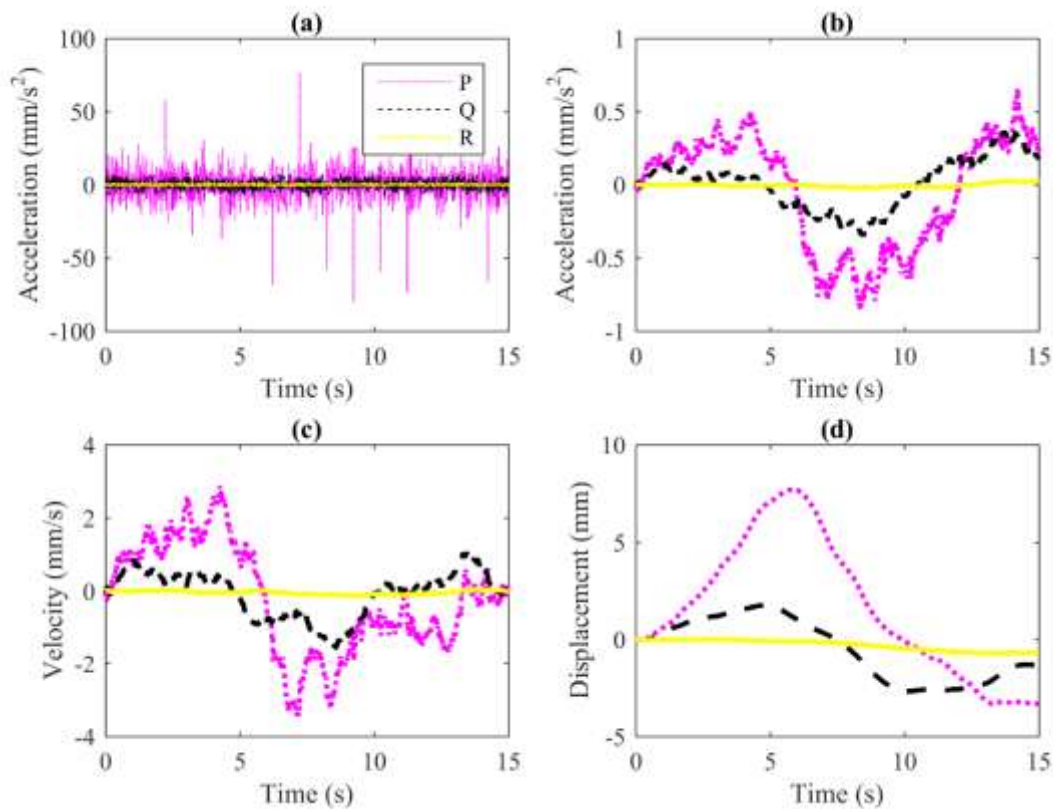 (a)
100
50
0
-50
-100
Acceleration (mm/s²)
P
Q
R
0 5 10 15
Time (s)
(b)
1
0.5
0
-0.5
-1
Acceleration (mm/s²)
0 5 10 15
Time (s)
(c)
4
2
0
-2
-4
Velocity (mm/s)
0 5 10 15
Time (s)
(d)
10
5
0
-5
Displacement (mm)
0 5 10 15
Time (s)